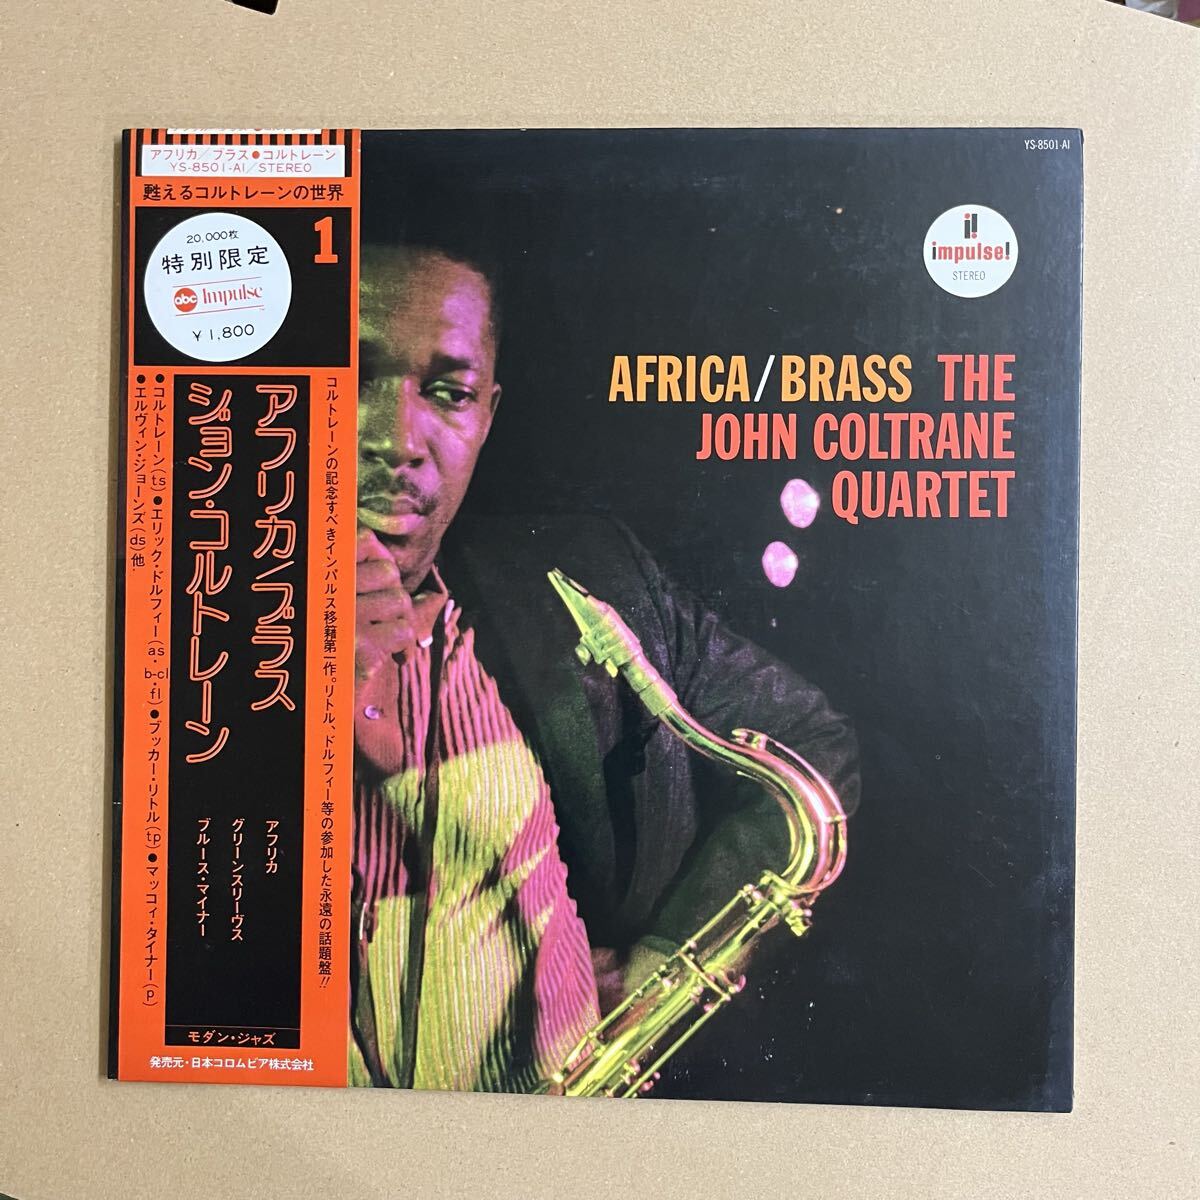 アフリカ/ブラス●コルトレーン
YS-8501-AI/STEREO
甦えるコルトレーンの世界
1
20,000枚
特別限定
abc Impulse
TM
￥1,800
コルトレーンの記念すべきインパルス移籍第一作。リトル、ドルフィー等の参加した永遠の話題盤!!
アフリカ/ブラス
ジョン・コルトレーン
アフリカ
グリーンスリーヴス
ブルース・マイナー
●コルトレーン(ts)●エリック・ドルフィー(as・b-cl・fl)●ブッカー・リトル(tp)●マッコィ・タイナー(p)
●エルヴィン・ジョーンズ(ds)他.
モダン・ジャズ
発売元・日本コロムビア株式会社
YS-8501-AI
i!
impulse!
STEREO
AFRICA/BRASS THE
JOHN COLTRANE
QUARTET